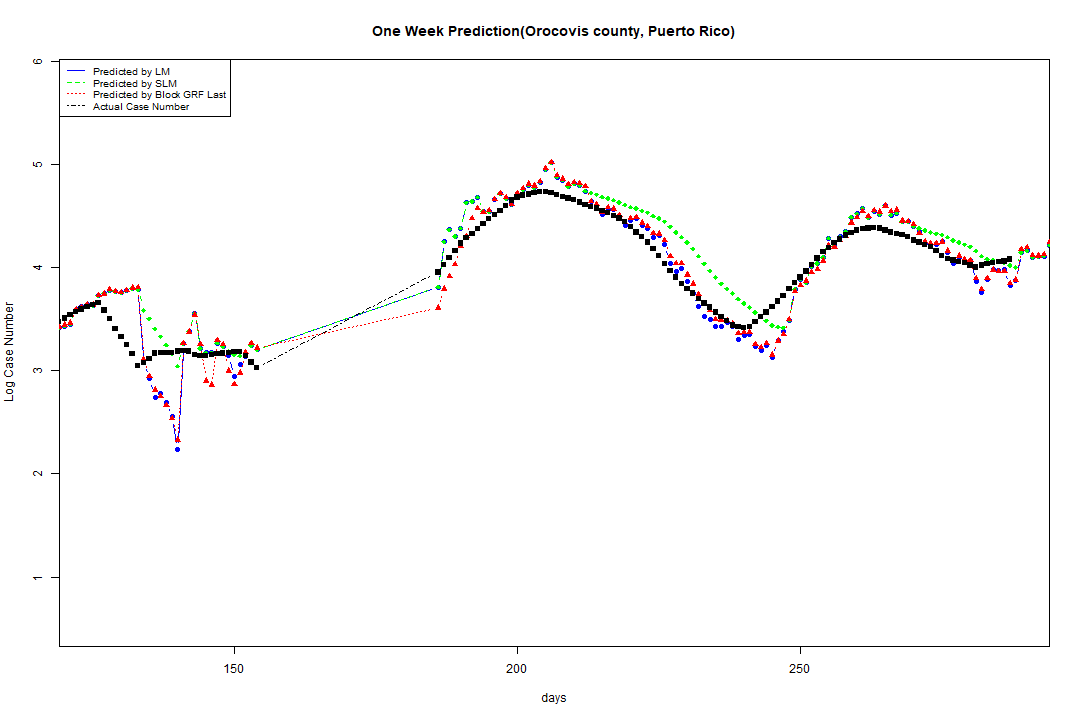 One Week Prediction(Orocovis county, Puerto Rico)
Predicted by LM
Predicted by SLM
Predicted by Block GRF Last
Actual Case Number
6
5
4
3
2
1
Log Case Number
150
200
250
days